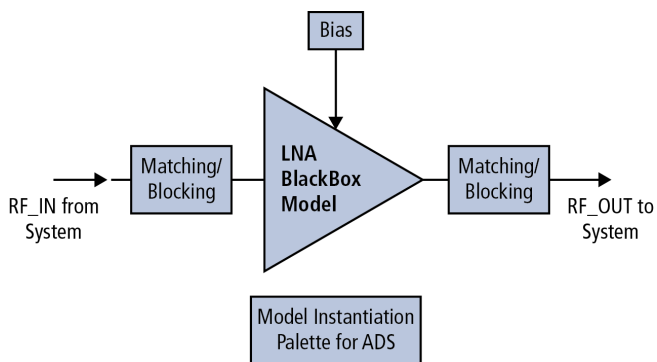 Bias
Matching/
Blocking
LNA
BlackBox
Model
Matching/
Blocking
RF_IN from
System
RF_OUT to
System
Model Instantiation
Palette for ADS